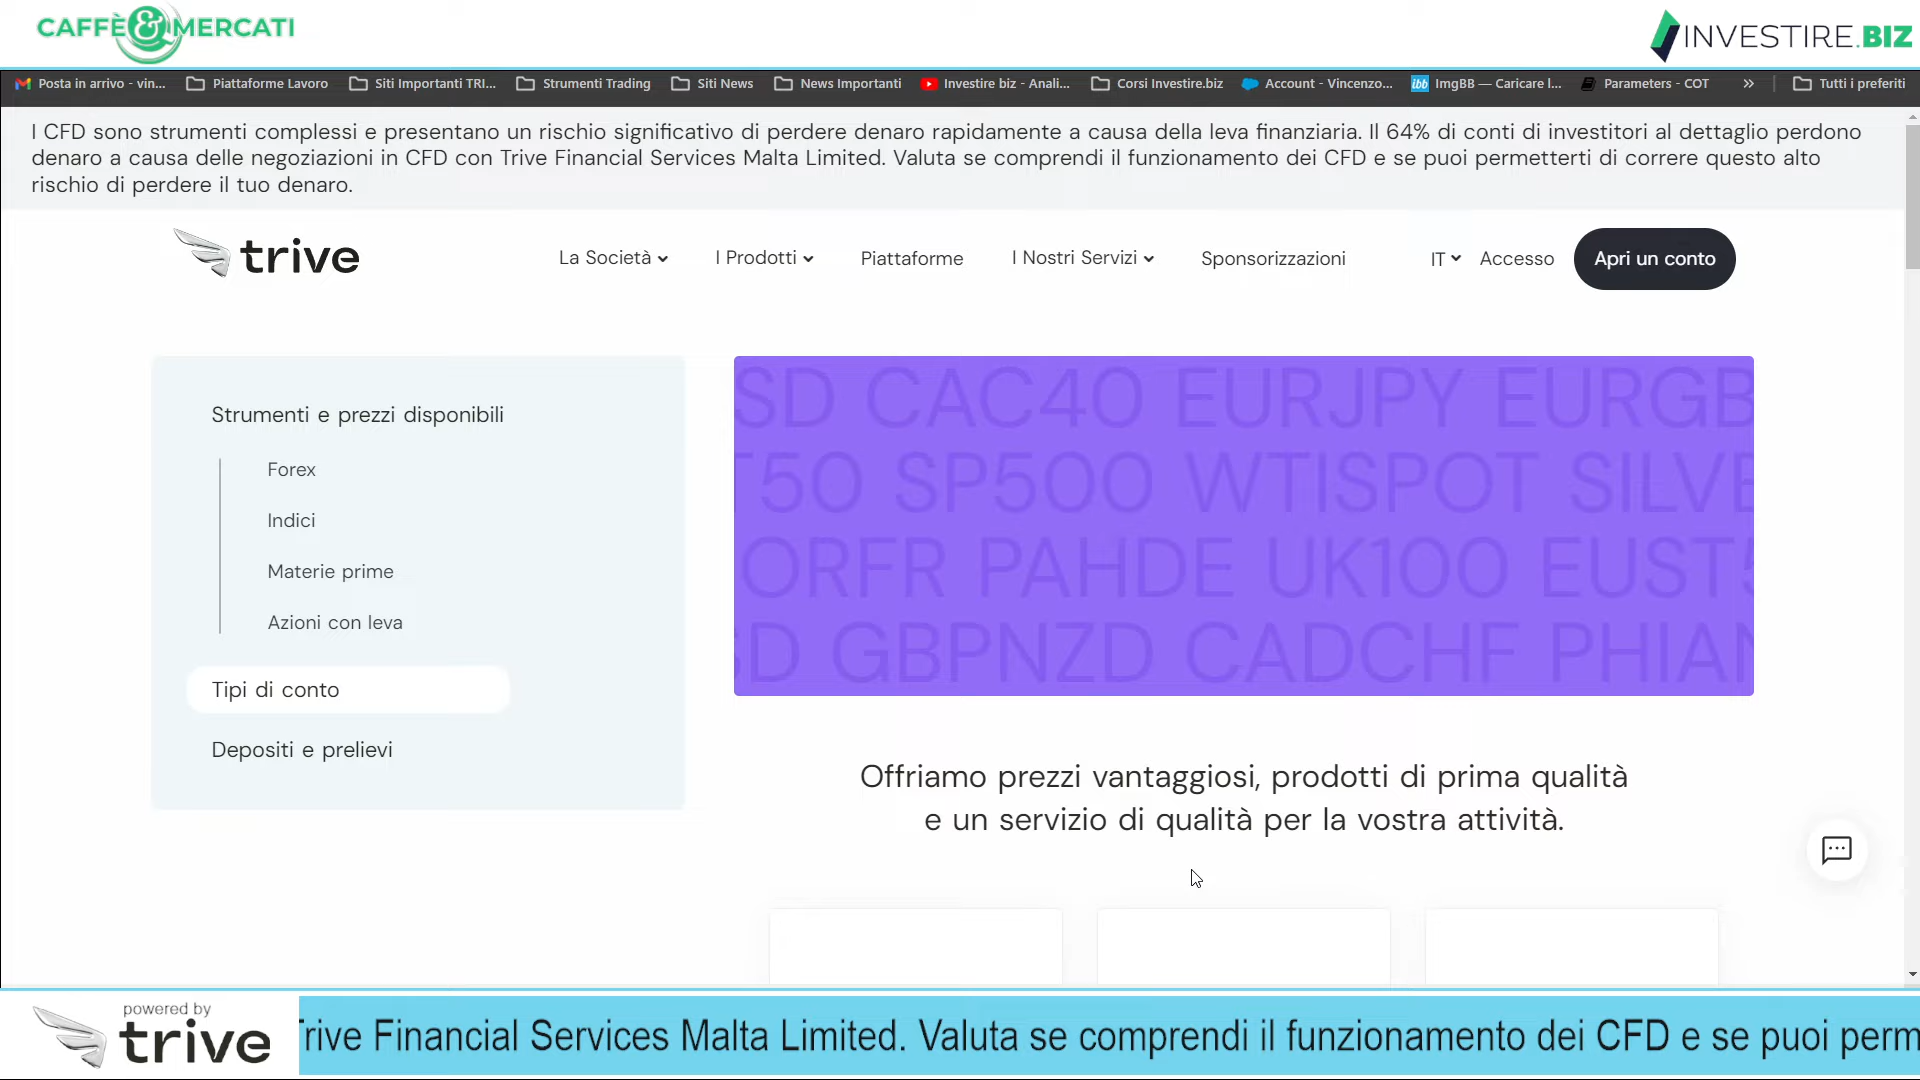 CAFFÈ&MERCATI
INVESTIRE.BIZ
Posta in arrivo - vin... Piattaforme Lavoro Siti Importanti TRI... Strumenti Trading Siti News News Importanti Investire biz - Anali... Corsi Investire.biz Account - Vincenzo... ibb ImgBB — Caricare l... Parameters - COT » Tutti i preferiti
I CFD sono strumenti complessi e presentano un rischio significativo di perdere denaro rapidamente a causa della leva finanziaria. Il 64% di conti di investitori al dettaglio perdono
denaro a causa delle negoziazioni in CFD con Trive Financial Services Malta Limited. Valuta se comprendi il funzionamento dei CFD e se puoi permetterti di correre questo alto
rischio di perdere il tuo denaro.
trive
La Società I Prodotti Piattaforme I Nostri Servizi Sponsorizzazioni IT Accesso Apri un conto
Strumenti e prezzi disponibili
Forex
Indici
Materie prime
Azioni con leva
Tipi di conto
Depositi e prelievi
SD CAC40 EURJPY EURGB
T50 SP500 WTISPOT SILVE
ORFR PAHDE UK100 EUST5
SD GBPNZD CADCHF PHIAN
Offriamo prezzi vantaggiosi, prodotti di prima qualità
e un servizio di qualità per la vostra attività.
powered by
trive
Trive Financial Services Malta Limited. Valuta se comprendi il funzionamento dei CFD e se puoi perm